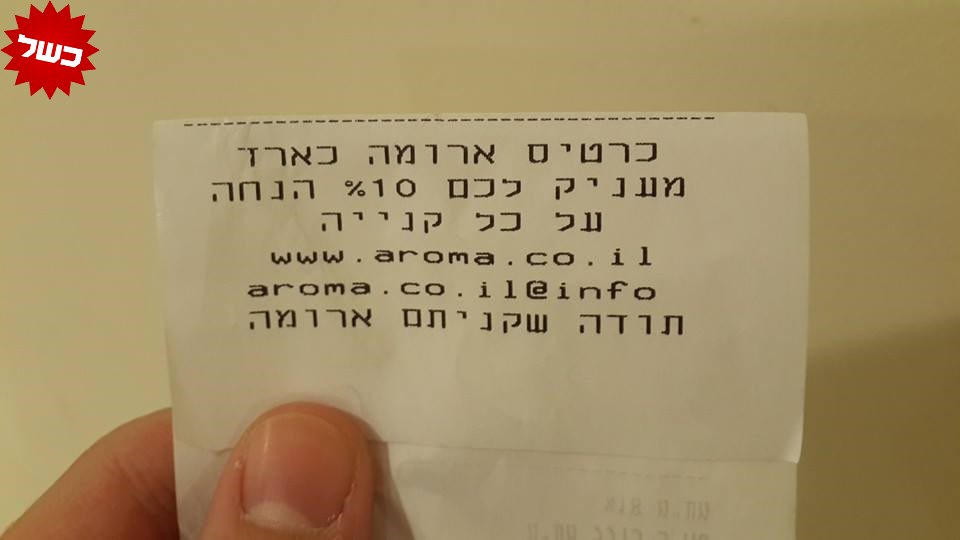 כשל
כרטיס ארומה כארד
מעניק לכם %10 הנחה
על כל קנייה
www.aroma.co.il
aroma.co.il@info
תודה שקניתם ארומה